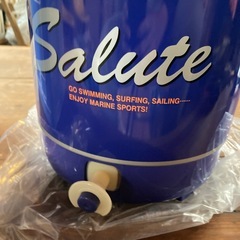 Salute
GO SWIMMING, SURFING, SAILING-----
ENJOY MARINE SPORTS!